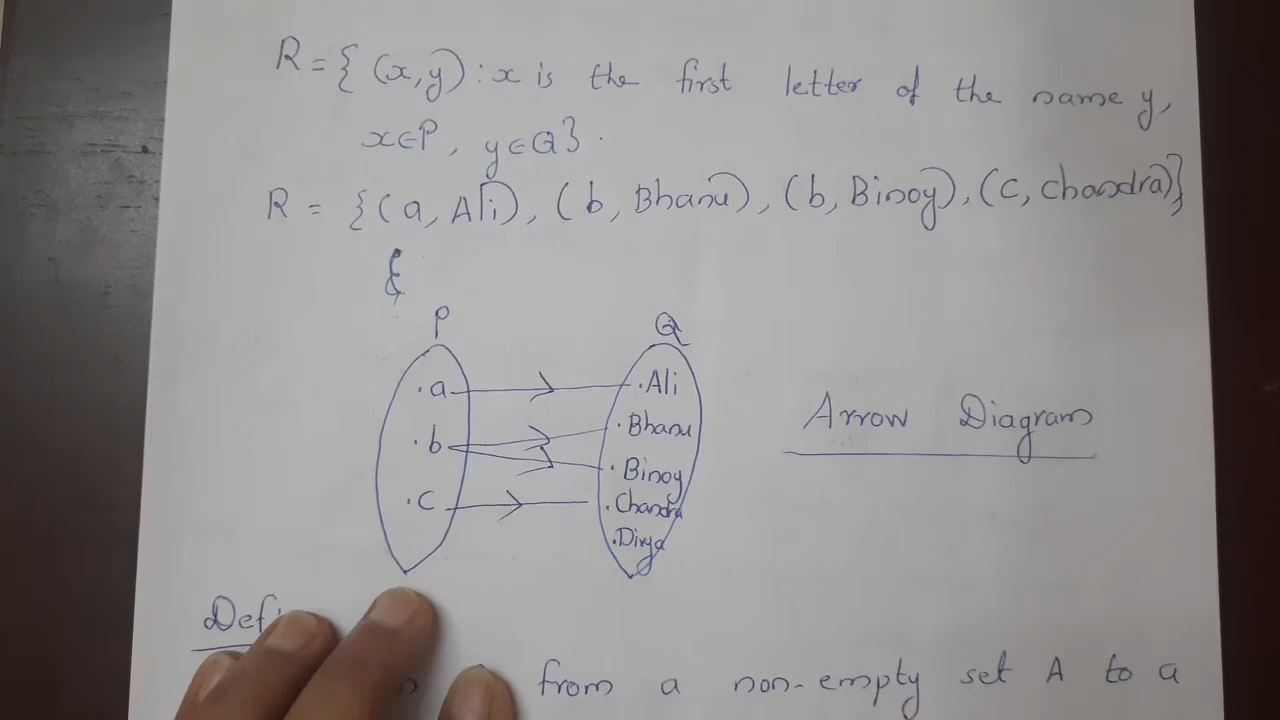 R = { (x,y) : x is the first letter of the name y,
x∈P, y∈Q}.
R = {(a, Ali), (b, Bhanu), (b, Binoy), (c, Chandra)}
{
P Q
.a .Ali
.b .Bhanu
.Binoy
.c .Chandra
.Divya
Arrow Diagram
Defi
n from a non-empty set A to a